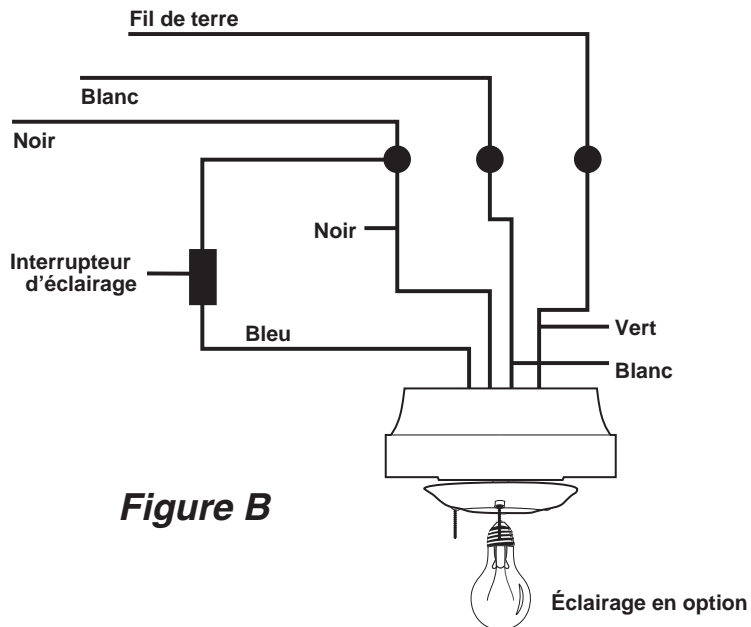 Fil de terre
Blanc
Noir
Noir
Interrupteur
d'éclairage
Bleu
Vert
Blanc
Figure B
Éclairage en option